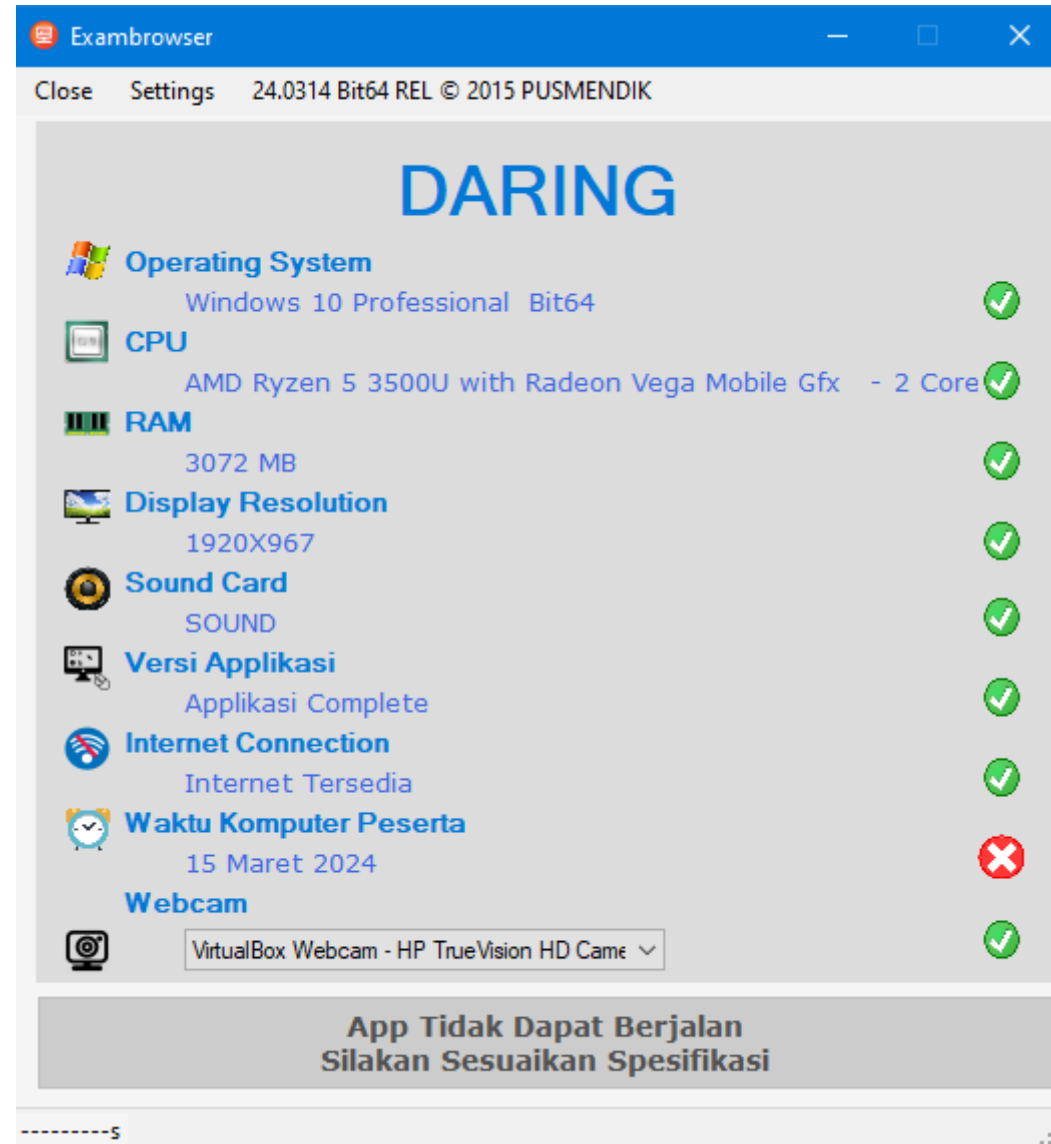 Exambrowser
Close Settings 24.0314 Bit64 REL © 2015 PUSMENDIK
DARING
Operating System
Windows 10 Professional Bit64
CPU
AMD Ryzen 5 3500U with Radeon Vega Mobile Gfx - 2 Core
RAM
3072 MB
Display Resolution
1920X967
Sound Card
SOUND
Versi Applikasi
Applikasi Complete
Internet Connection
Internet Tersedia
Waktu Komputer Peserta
15 Maret 2024
Webcam
VirtualBox Webcam - HP TrueVision HD Came
App Tidak Dapat Berjalan
Silakan Sesuaikan Spesifikasi
---------s